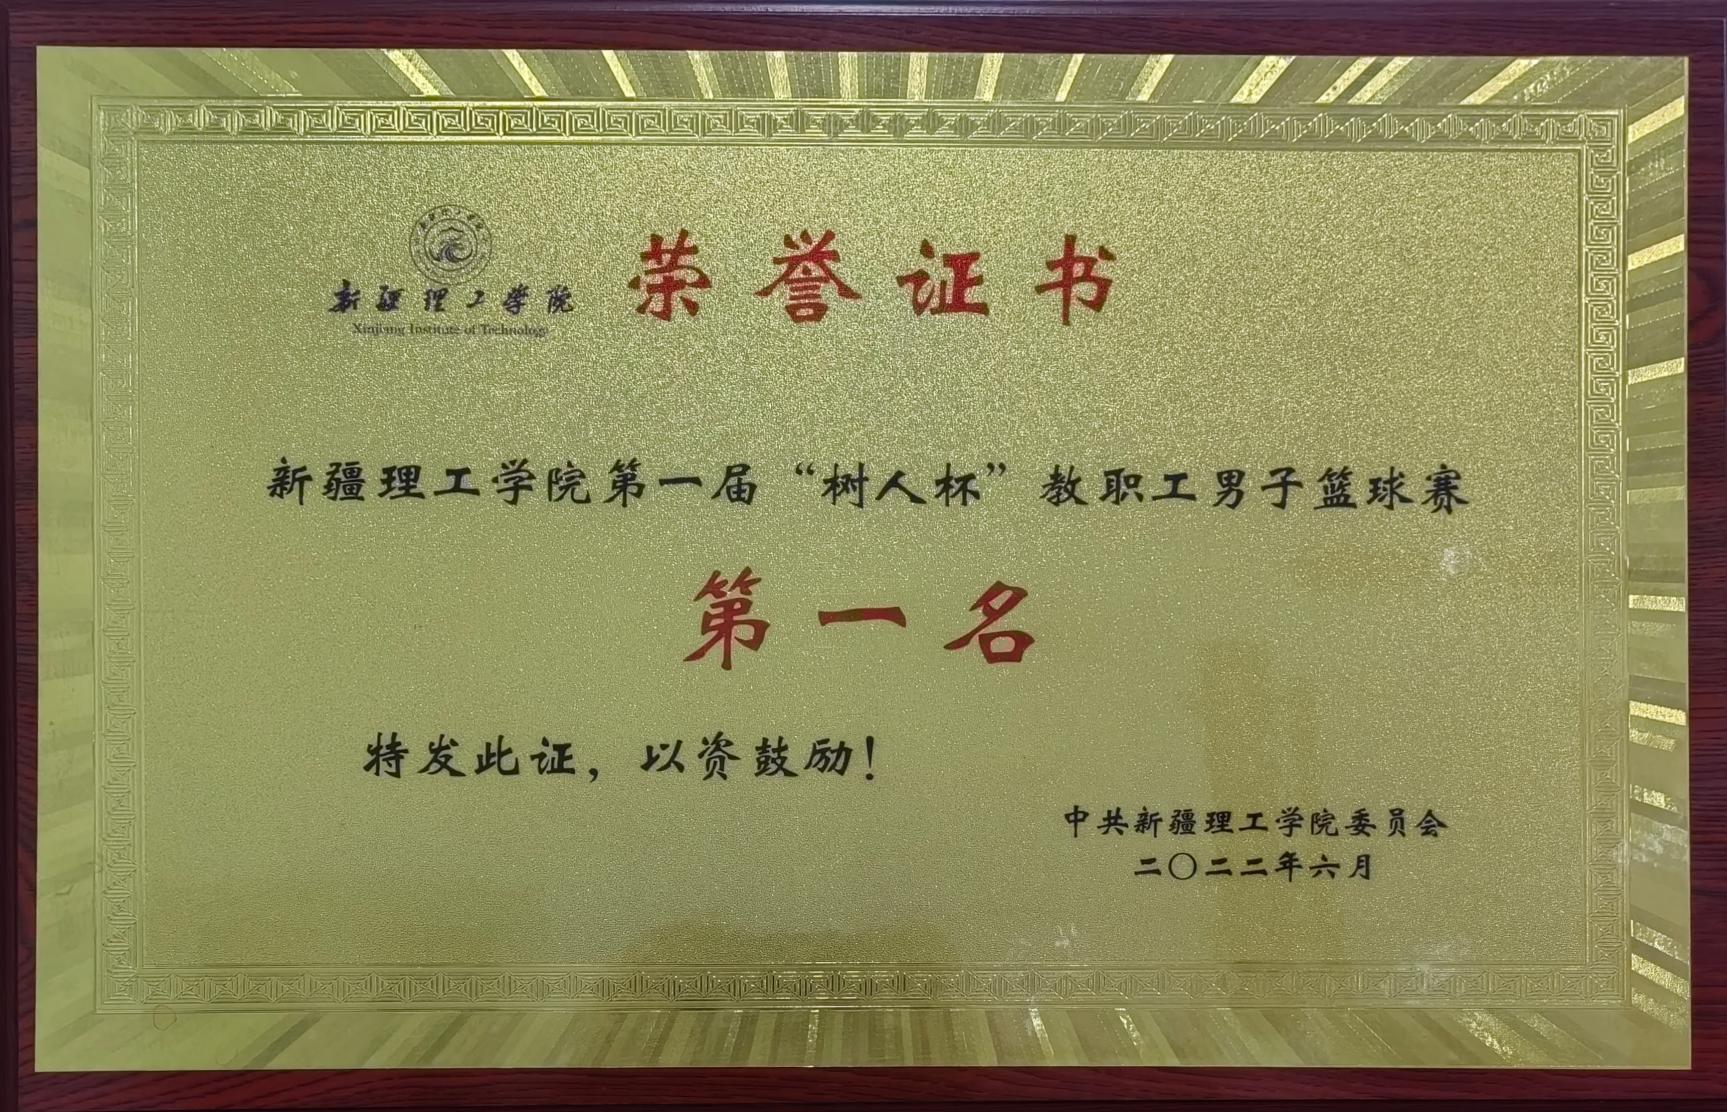 新疆理工学院
Xinjiang Institute of Technology
荣誉证书
新疆理工学院第一届“树人杯”教职工男子篮球赛
第一名
特发此证，以资鼓励！
中共新疆理工学院委员会
二〇二二年六月